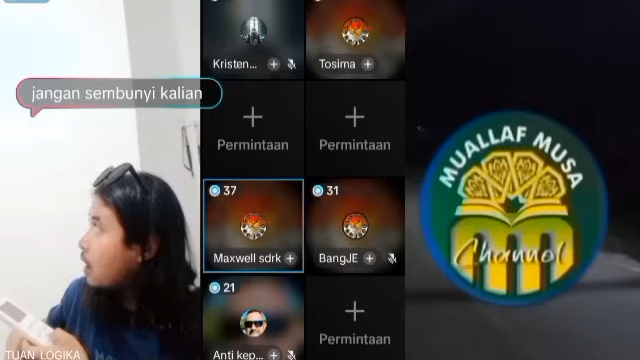 jangan sembunyi kalian
TUAN LOGIKA
Kristen...
Tosima
Permintaan
Permintaan
37
31
Maxwell sdrk
BangJE
21
Anti kep...
Permintaan
MUALLAF MUSA
Channel